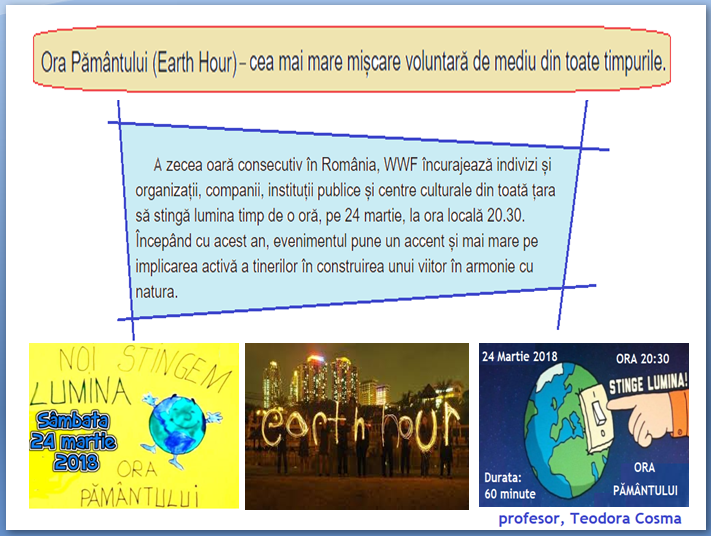 Ora Pământului (Earth Hour) – cea mai mare mișcare voluntară de mediu din toate timpurile.
A zecea oară consecutiv în România, WWF încurajează indivizi și
organizații, companii, instituții publice și centre culturale din toată țara
să stingă lumina timp de o oră, pe 24 martie, la ora locală 20.30.
Începând cu acest an, evenimentul pune un accent și mai mare pe
implicarea activă a tinerilor în construirea unui viitor în armonie cu
natura.
NOI STINGEM
LUMINA
Sâmbata
24 martie
2018
ORA
PĂMÂNTULUI
earth hour
24 Martie 2018
ORA 20:30
STINGE LUMINA!
Durata:
60 minute
ORA
PĂMÂNTULUI
profesor, Teodora Cosma